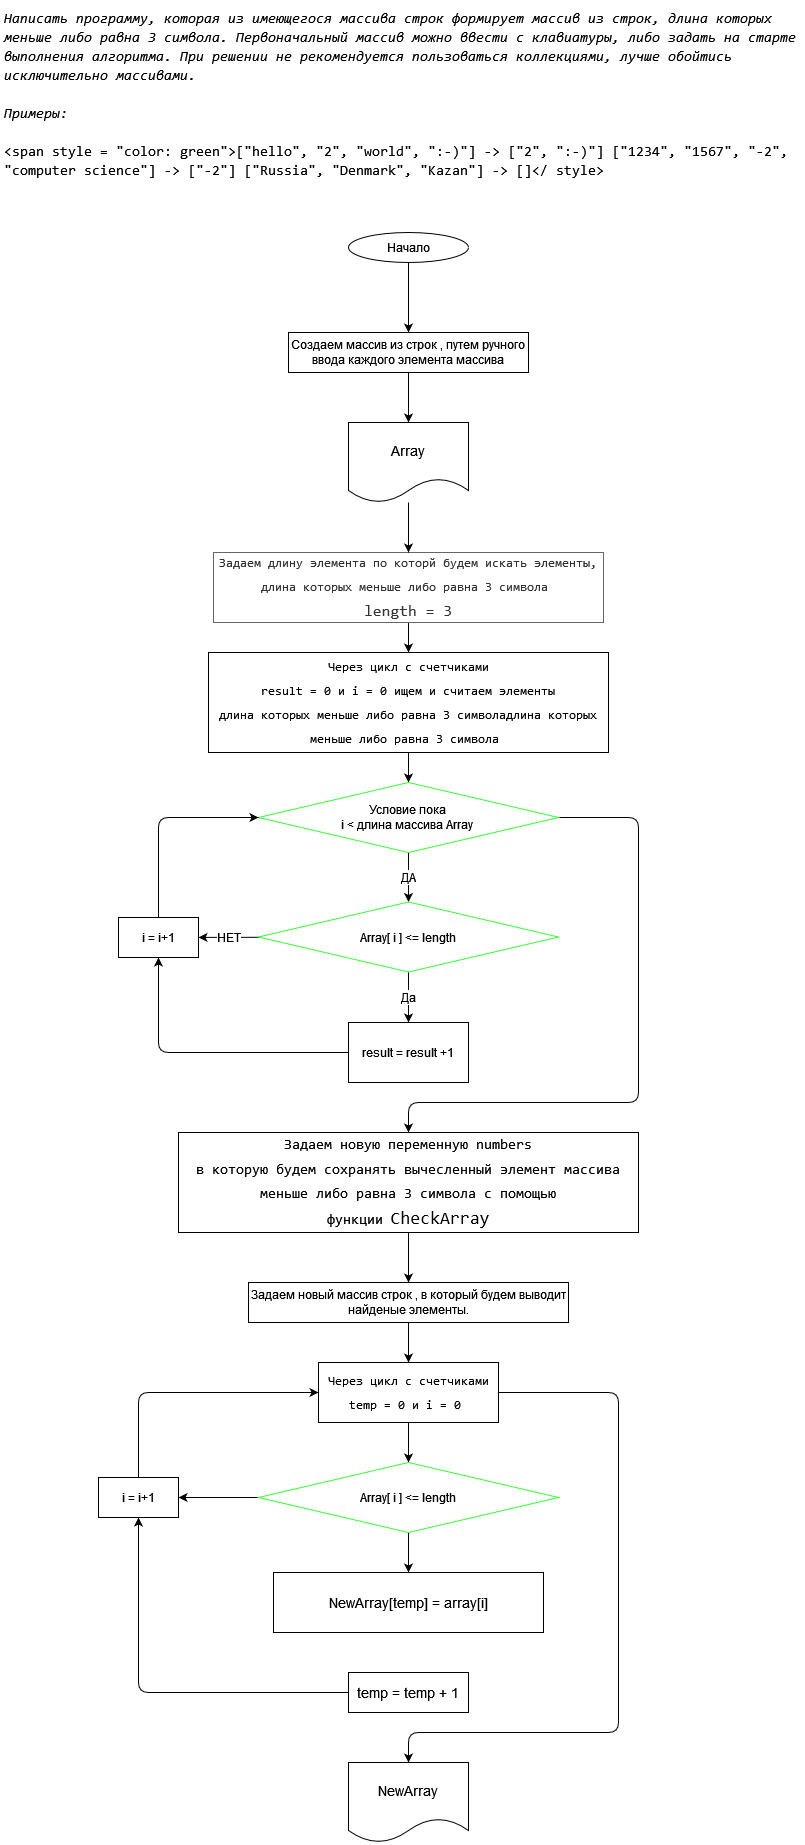 Написать программу, которая из имеющегося массива строк формирует массив из строк, длина которых
меньше либо равна 3 символа. Первоначальный массив можно ввести с клавиатуры, либо задать на старте
выполнения алгоритма. При решении не рекомендуется пользоваться коллекциями, лучше обойтись
исключительно массивами.
Примеры:
<span style = "color: green">["hello", "2", "world", ":-)"] -> ["2", ":-)"] ["1234", "1567", "-2",
"computer science"] -> ["-2"] ["Russia", "Denmark", "Kazan"] -> []</ style>
Начало
Создаем массив из строк , путем ручного
ввода каждого элемента массива
Array
Задаем длину элемента по которй будем искать элементы,
длина которых меньше либо равна 3 символа
length = 3
Через цикл с счетчиками
result = 0 и i = 0 ищем и считаем элементы
длина которых меньше либо равна 3 символадлина которых
меньше либо равна 3 символа
Условие пока
i < длина массива Array
ДА
Array[ i ] <= length
НЕТ
i = i+1
Да
result = result +1
Задаем новую переменную numbers
в которую будем сохранять вычесленный элемент массива
меньше либо равна 3 символа с помощью
функции CheckArray
Задаем новый массив строк , в который будем выводит
найденые элементы.
Через цикл с счетчиками
temp = 0 и i = 0
Array[ i ] <= length
i = i+1
NewArray[temp] = array[i]
temp = temp + 1
NewArray